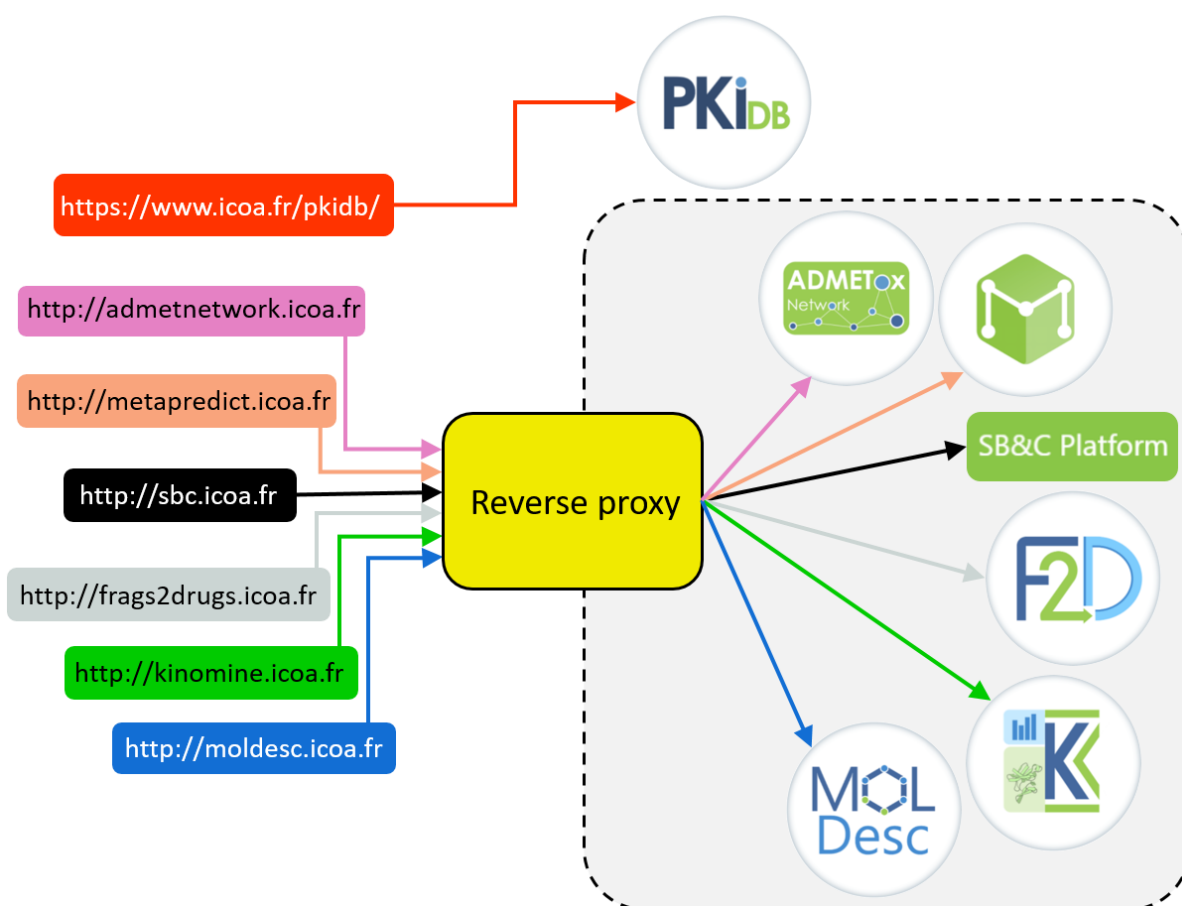 PKiDB
https://www.icoa.fr/pkidb/
ADMETox
Network
http://admetnetwork.icoa.fr
http://metapredict.icoa.fr
SB&C Platform
http://sbc.icoa.fr
Reverse proxy
F2D
http://frags2drugs.icoa.fr
http://kinomine.icoa.fr
K
http://moldesc.icoa.fr
MOL
Desc